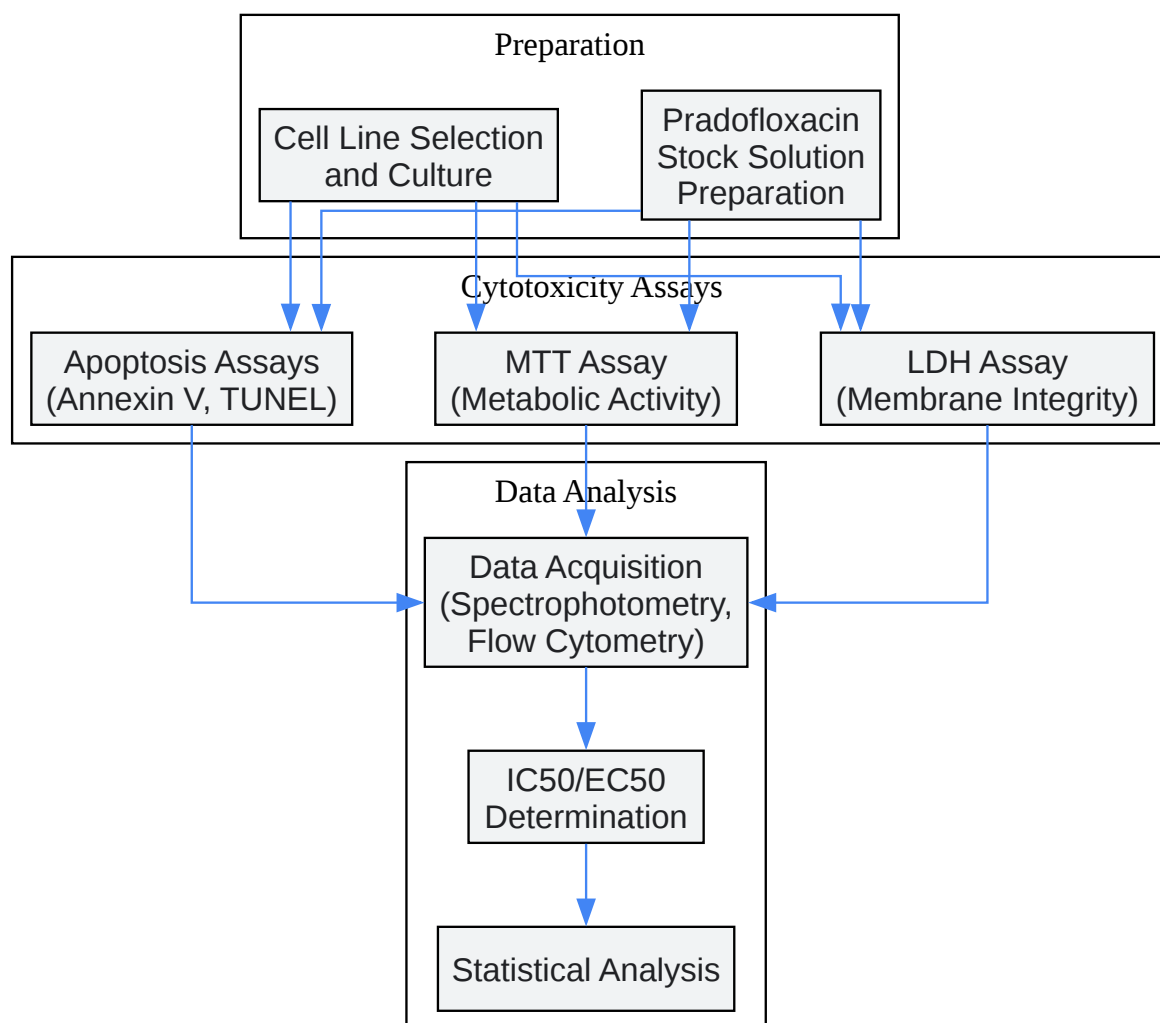 Preparation
Cell Line Selection
and Culture
Pradofloxacin
Stock Solution
Preparation
Cytotoxicity Assays
Apoptosis Assays
(Annexin V, TUNEL)
MTT Assay
(Metabolic Activity)
LDH Assay
(Membrane Integrity)
Data Analysis
Data Acquisition
(Spectrophotometry,
Flow Cytometry)
IC50/EC50
Determination
Statistical Analysis